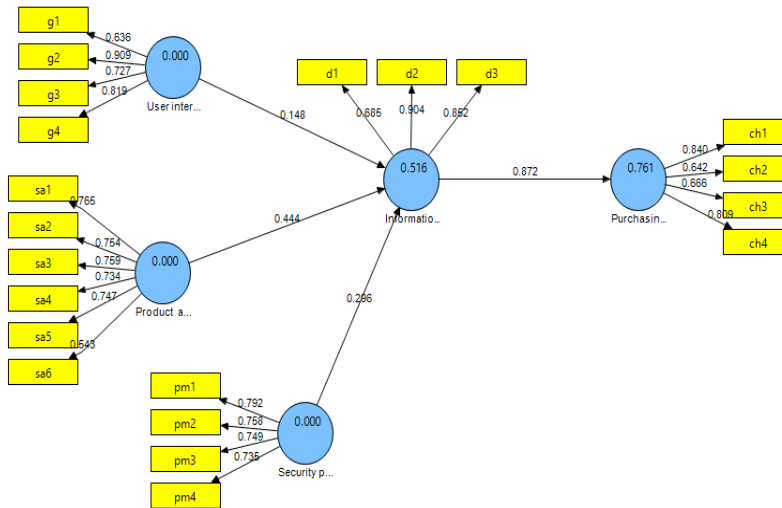 g1
0.636
g2
0.909
g3
0.727
g4
0.819
0.000
User inter...
0.148
d1
d2
d3
0.685
0.904
0.852
0.516
Informatio...
0.872
0.761
Purchasin...
ch1
0.840
ch2
0.642
ch3
0.666
ch4
0.809
sa1
0.765
sa2
0.754
sa3
0.759
sa4
0.734
sa5
0.747
sa6
0.543
0.000
Product a...
0.444
0.296
pm1
0.792
pm2
0.758
pm3
0.749
pm4
0.735
0.000
Security p...